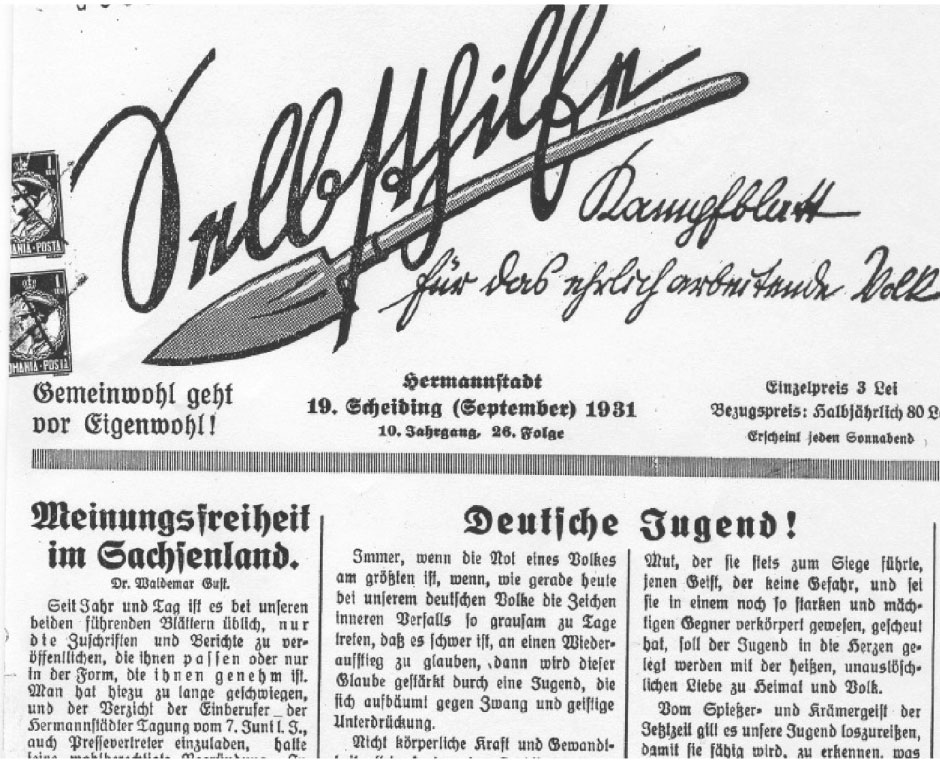 Selbsthilfe
Kampfblatt
für das ehrlich arbeitende Volk
MANIA·POSTA
MANIA·POSTA
Gemeinwohl geht
vor Eigenwohl!
Hermannstadt
19. Scheiding (September) 1931
10. Jahrgang, 26. Folge
Einzelpreis 3 Lei
Bezugspreis: Halbjährlich 80 L
Erscheint jeden Sonnabend
Meinungsfreiheit
im Sachsenland.
Dr. Waldemar Gust.
Seit Jahr und Tag ist es bei unseren
beiden führenden Blättern üblich, nur
die Zuschriften und Berichte zu ver-
öffentlichen, die ihnen passen oder nur
in der Form, die ihnen genehm ist.
Man hat hiezu zu lange geschwiegen,
und der Verzicht der Einberufer der
Hermannstädter Tagung vom 7. Juni l. J.,
auch Pressevertreter einzuladen, hatte
Deutsche Jugend!
Immer, wenn die Not eines Volkes
am größten ist, wenn, wie gerade heute
bei unserem deutschen Volke die Zeichen
inneren Verfalls so grausam zu Tage
treten, daß es schwer ist, an einen Wieder-
aufstieg zu glauben, dann wird dieser
Glaube gestärkt durch eine Jugend, die
sich aufbäumt gegen Zwang und geistige
Unterdrückung.
Nicht körperliche Kraft und Gewandt-
Mut, der sie stets zum Siege führte,
jenen Geist, der keine Gefahr, und sei
sie in einem noch so starken und mäch-
tigen Gegner verkörpert gewesen, gescheut
hat, soll der Jugend in die Herzen ge-
legt werden mit der heißen, unauslösch-
lichen Liebe zu Heimat und Volk.
Vom Spießer- und Krämergeist der
Jetztzeit gilt es unsere Jugend loszureißen,
damit sie fähig wird, zu erkennen, was